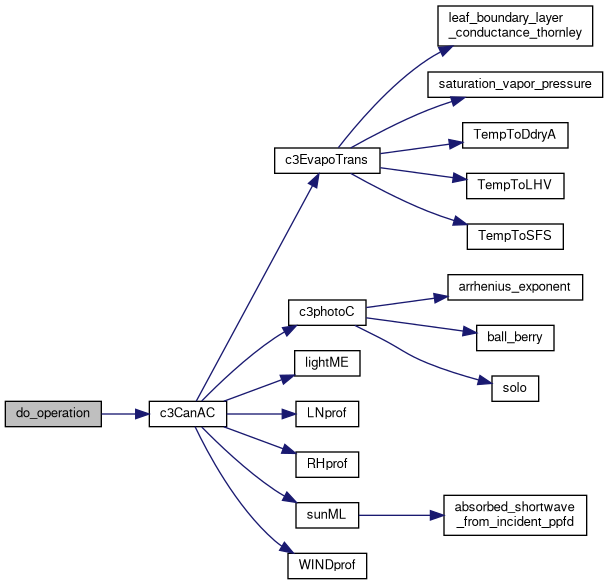 leaf_boundary_layer
_conductance_thornley
saturation_vapor_pressure
TempToDdryA
c3EvapoTrans
TempToLHV
TempToSFS
arrhenius_exponent
c3photoC
ball_berry
lightME
solo
do_operation
c3CanAC
LNprof
RHprof
sunML
absorbed_shortwave
_from_incident_ppfd
WINDprof